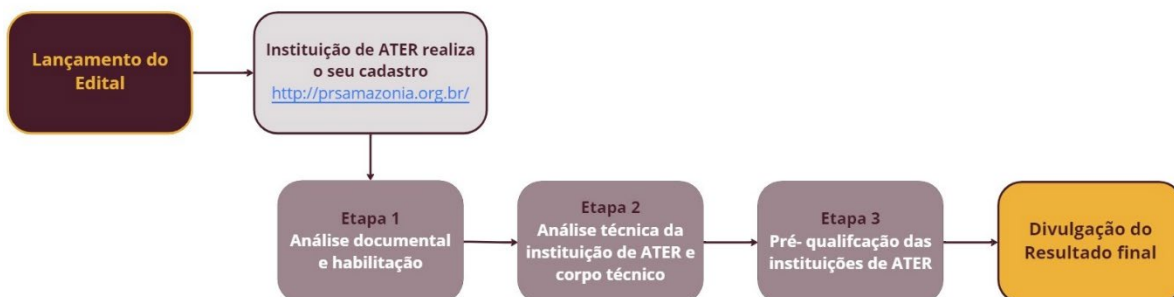 Lançamento do
Edital
Instituição de ATER realiza
o seu cadastro
http://prsamazonia.org.br/
Etapa 1
Análise documental
e habilitação
Etapa 2
Análise técnica da
instituição de ATER e
corpo técnico
Etapa 3
Pré- qualifcação das
instituições de ATER
Divulgação do
Resultado final